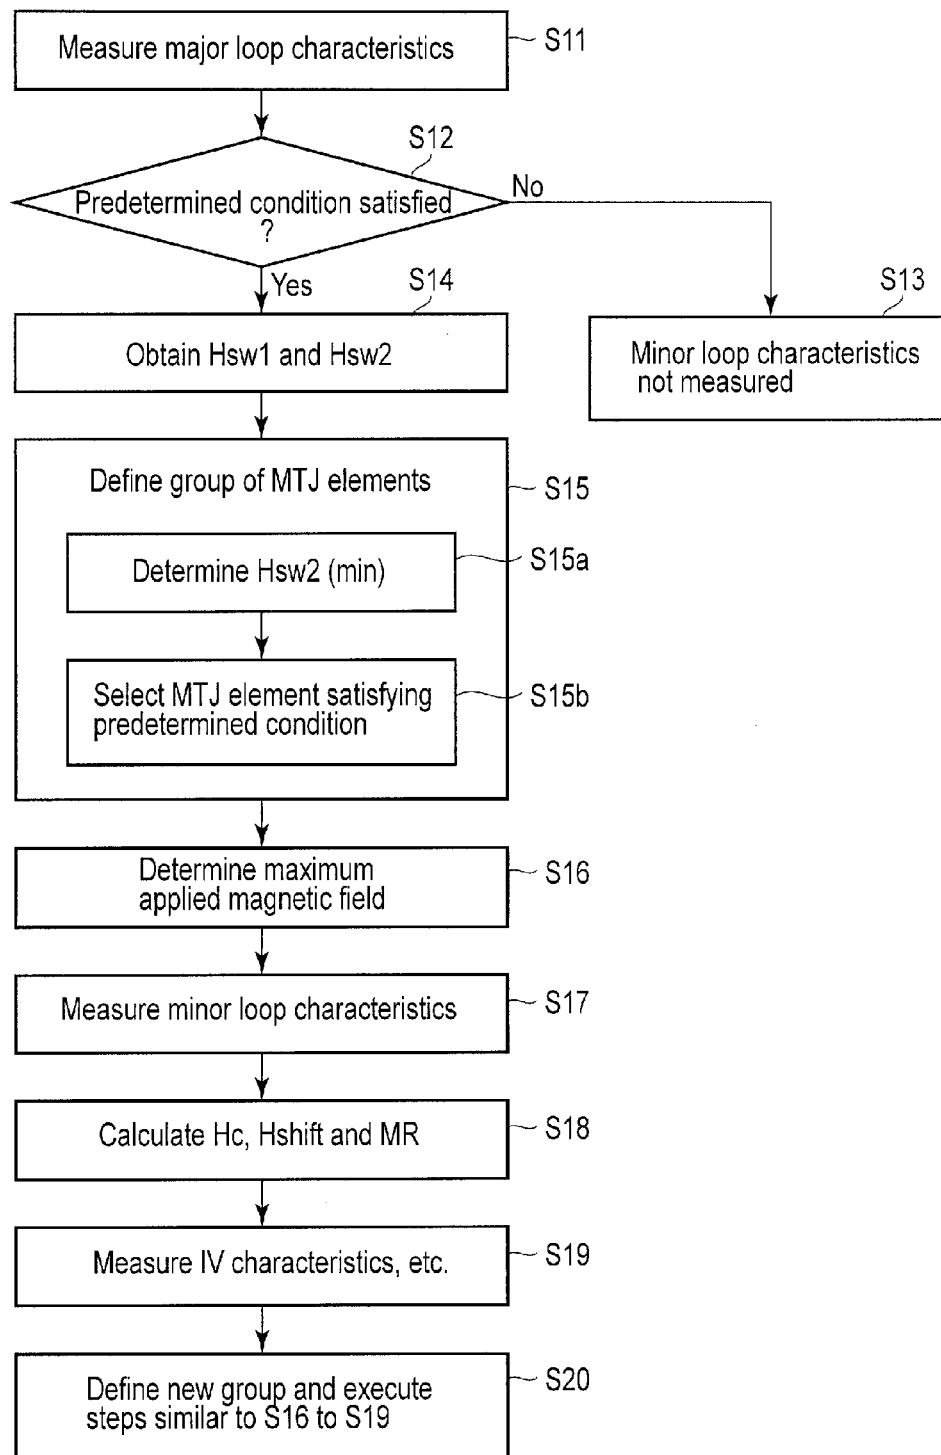 Measure major loop characteristics
S11
S12
Predetermined condition satisfied
?
No
Yes
S14
S13
Obtain Hsw1 and Hsw2
Minor loop characteristics
not measured
Define group of MTJ elements
S15
Determine Hsw2 (min)
S15a
Select MTJ element satisfying
predetermined condition
S15b
Determine maximum
applied magnetic field
S16
Measure minor loop characteristics
S17
Calculate Hc, Hshift and MR
S18
Measure IV characteristics, etc.
S19
Define new group and execute
steps similar to S16 to S19
S20